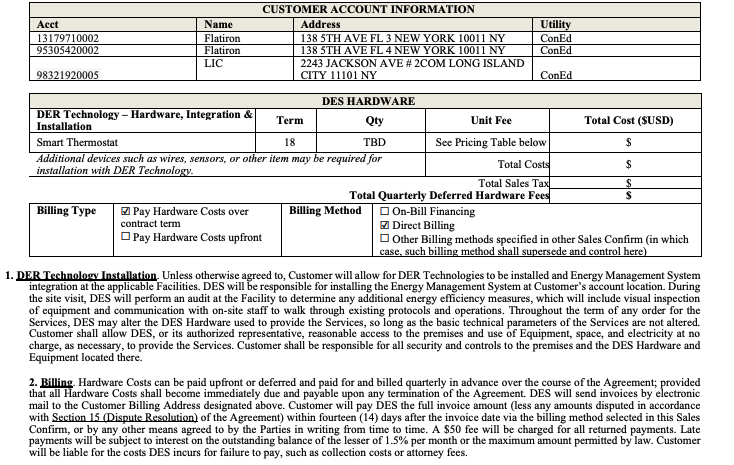 CUSTOMER ACCOUNT INFORMATION
Acct Name Address Utility
13179710002 Flatiron 138 5TH AVE FL 3 NEW YORK 10011 NY ConEd
95305420002 Flatiron 138 5TH AVE FL 4 NEW YORK 10011 NY ConEd
98321920005 LIC 2243 JACKSON AVE # 2COM LONG ISLAND
CITY 11101 NY ConEd
DES HARDWARE
DER Technology – Hardware, Integration &
Installation Term Qty Unit Fee Total Cost ($USD)
Smart Thermostat 18 TBD See Pricing Table below $
Additional devices such as wires, sensors, or other item may be required for
installation with DER Technology. Total Costs $
Total Sales Tax $
Total Quarterly Deferred Hardware Fees $
Billing Type ☑ Pay Hardware Costs over
contract term
☐ Pay Hardware Costs upfront
Billing Method ☐ On-Bill Financing
☑ Direct Billing
☐ Other Billing methods specified in other Sales Confirm (in which
case, such billing method shall supersede and control here)
1. DER Technology Installation. Unless otherwise agreed to, Customer will allow for DER Technologies to be installed and Energy Management System
integration at the applicable Facilities. DES will be responsible for installing the Energy Management System at Customer's account location. During
the site visit, DES will perform an audit at the Facility to determine any additional energy efficiency measures, which will include visual inspection
of equipment and communication with on-site staff to walk through existing protocols and operations. Throughout the term of any order for the
Services, DES may alter the DES Hardware used to provide the Services, so long as the basic technical parameters of the Services are not altered.
Customer shall allow DES, or its authorized representative, reasonable access to the premises and use of Equipment, space, and electricity at no
charge, as necessary, to provide the Services. Customer shall be responsible for all security and controls to the premises and the DES Hardware and
Equipment located there.
2. Billing. Hardware Costs can be paid upfront or deferred and paid for and billed quarterly in advance over the course of the Agreement; provided
that all Hardware Costs shall become immediately due and payable upon any termination of the Agreement. DES will send invoices by electronic
mail to the Customer Billing Address designated above. Customer will pay DES the full invoice amount (less any amounts disputed in accordance
with Section 15 (Dispute Resolution) of the Agreement) within fourteen (14) days after the invoice date via the billing method selected in this Sales
Confirm, or by any other means agreed to by the Parties in writing from time to time. A $50 fee will be charged for all returned payments. Late
payments will be subject to interest on the outstanding balance of the lesser of 1.5% per month or the maximum amount permitted by law. Customer
will be liable for the costs DES incurs for failure to pay, such as collection costs or attorney fees.